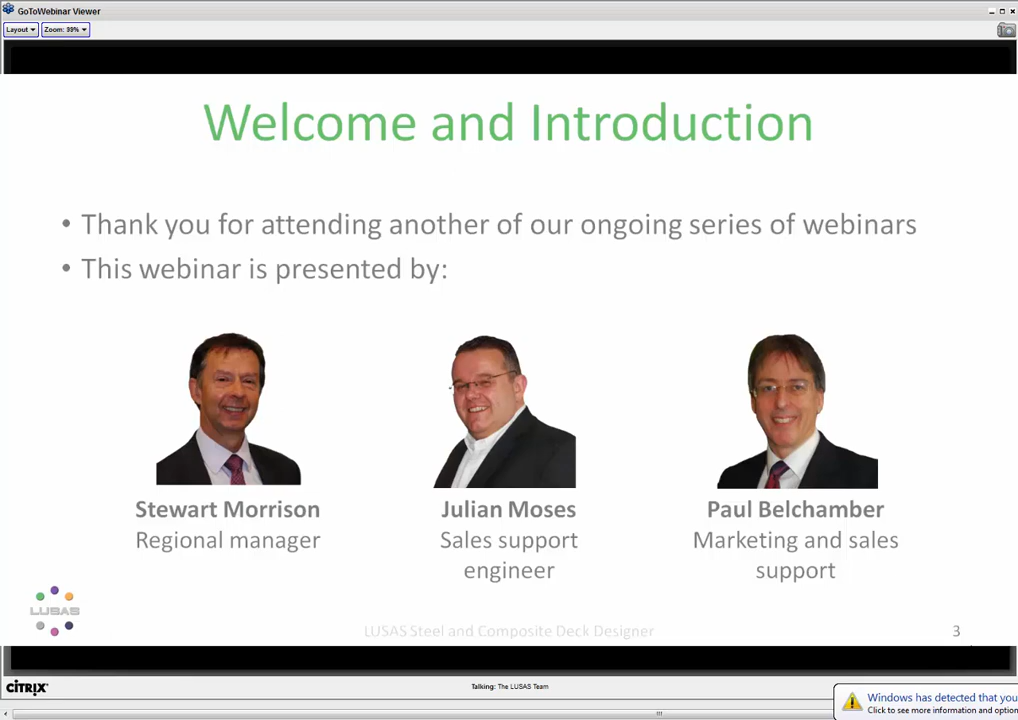 GoToWebinar Viewer
Layout
Zoom: 99%
Welcome and Introduction
• Thank you for attending another of our ongoing series of webinars
• This webinar is presented by:
Stewart Morrison
Regional manager
Julian Moses
Sales support
engineer
Paul Belchamber
Marketing and sales
support
LUSAS
LUSAS Steel and Composite Deck Designer
3
CITRIX
Talking: The LUSAS Team
Windows has detected that you
Click to see more information and option